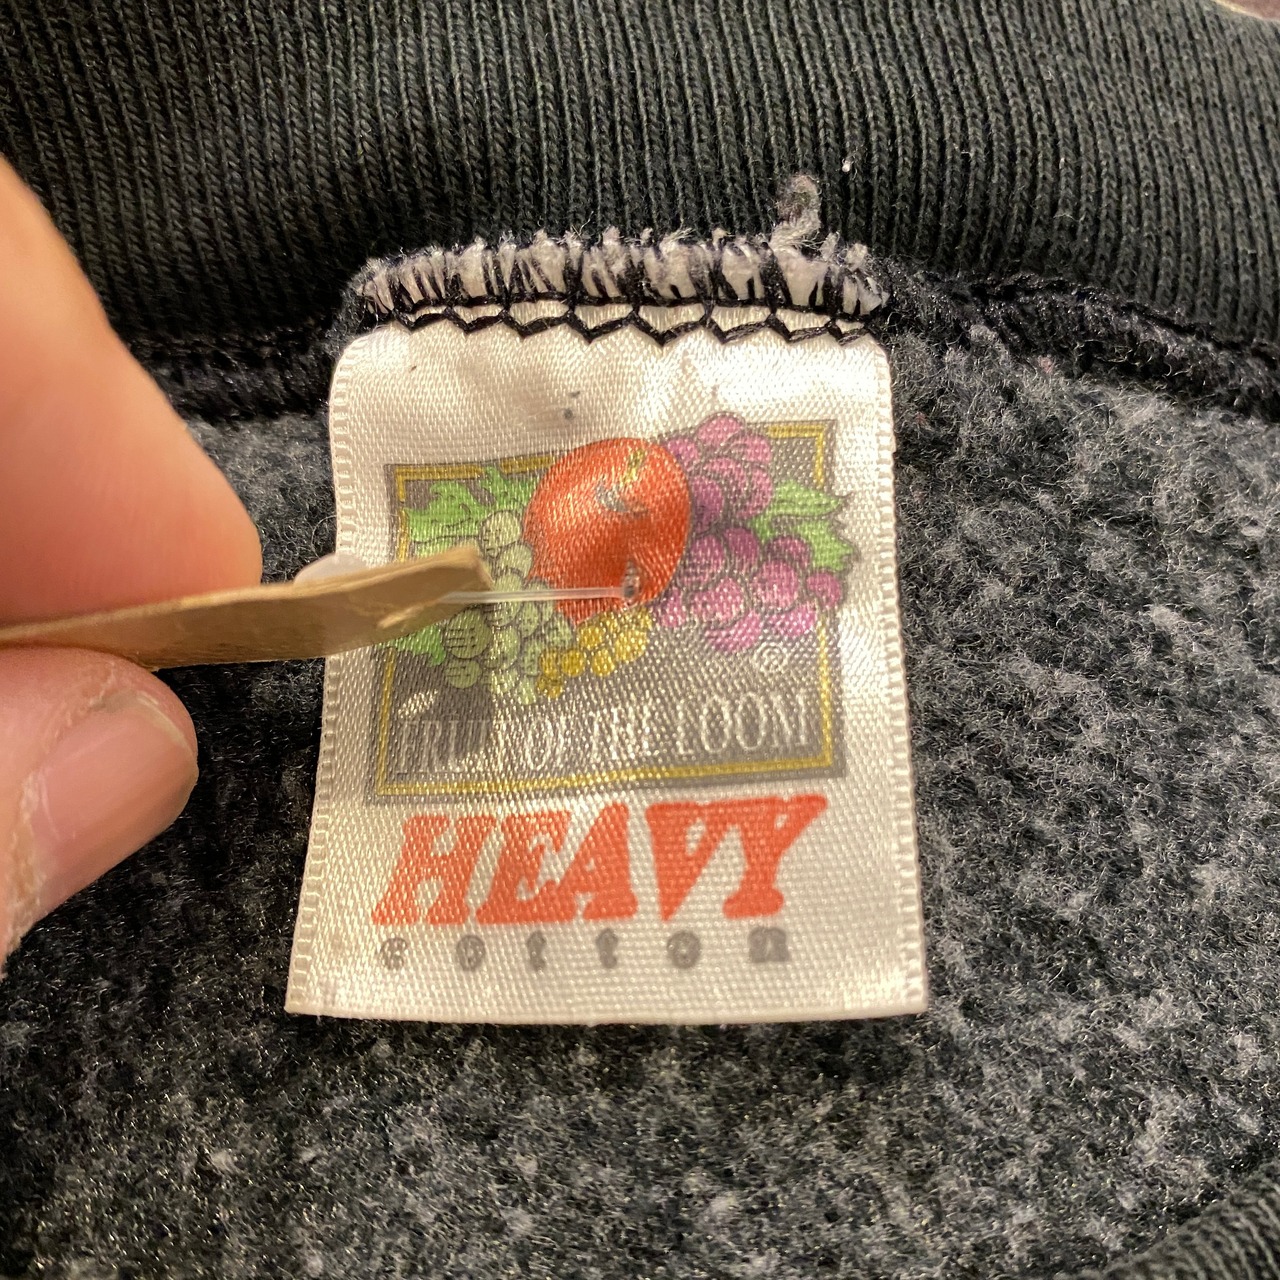 ®
FRUIT OF THE LOOM
HEAVY
cotton